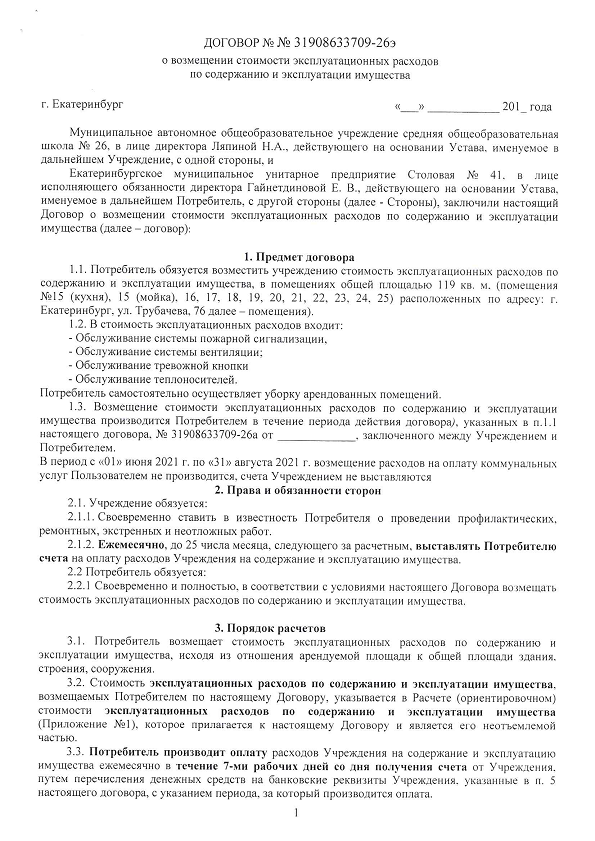 ДОГОВОР № № 31908633709-26э
о возмещении стоимости эксплуатационных расходов
по содержанию и эксплуатации имущества
г. Екатеринбург «___» ____________ 201_ года
Муниципальное автономное общеобразовательное учреждение средняя общеобразовательная
школа № 26, в лице директора Ляпиной Н.А., действующего на основании Устава, именуемое в
дальнейшем Учреждение, с одной стороны, и
Екатеринбургское муниципальное унитарное предприятие Столовая № 41, в лице
исполняющего обязанности директора Гайнетдиновой Е. В., действующего на основании Устава,
именуемое в дальнейшем Потребитель, с другой стороны (далее - Стороны), заключили настоящий
Договор о возмещении стоимости эксплуатационных расходов по содержанию и эксплуатации
имущества (далее – договор):
1. Предмет договора
1.1. Потребитель обязуется возместить учреждению стоимость эксплуатационных расходов по
содержанию и эксплуатации имущества, в помещениях общей площадью 119 кв. м, (помещения
№15 (кухня), 15 (мойка), 16, 17, 18, 19, 20, 21, 22, 23, 24, 25) расположенных по адресу: г.
Екатеринбург, ул. Трубачева, 76 далее – помещения).
1.2. В стоимость эксплуатационных расходов входит:
- Обслуживание системы пожарной сигнализации,
- Обслуживание системы вентиляции;
- Обслуживание тревожной кнопки
- Обслуживание теплоносителей.
Потребитель самостоятельно осуществляет уборку арендованных помещений.
1.3. Возмещение стоимости эксплуатационных расходов по содержанию и эксплуатации
имущества производится Потребителем в течение периода действия договора), указанных в п.1.1
настоящего договора, № 31908633709-26а от ______________, заключенного между Учреждением и
Потребителем.
В период с «01» июня 2021 г. по «31» августа 2021 г. возмещение расходов на оплату коммунальных
услуг Пользователем не производится, счета Учреждением не выставляются
2. Права и обязанности сторон
2.1. Учреждение обязуется:
2.1.1. Своевременно ставить в известность Потребителя о проведении профилактических,
ремонтных, экстренных и неотложных работ.
2.1.2. Ежемесячно, до 25 числа месяца, следующего за расчетным, выставлять Потребителю
счета на оплату расходов Учреждения на содержание и эксплуатацию имущества.
2.2 Потребитель обязуется:
2.2.1 Своевременно и полностью, в соответствии с условиями настоящего Договора возмещать
стоимость эксплуатационных расходов по содержанию и эксплуатации имущества.
3. Порядок расчетов
3.1. Потребитель возмещает стоимость эксплуатационных расходов по содержанию и
эксплуатации имущества, исходя из отношения арендуемой площади к общей площади здания,
строения, сооружения.
3.2. Стоимость эксплуатационных расходов по содержанию и эксплуатации имущества,
возмещаемых Потребителем по настоящему Договору, указывается в Расчете (ориентировочном)
стоимости эксплуатационных расходов по содержанию и эксплуатации имущества
(Приложение №1), которое прилагается к настоящему Договору и является его неотъемлемой
частью.
3.3. Потребитель производит оплату расходов Учреждения на содержание и эксплуатацию
имущества ежемесячно в течение 7-ми рабочих дней со дня получения счета от Учреждения,
путем перечисления денежных средств на банковские реквизиты Учреждения, указанные в п. 5
настоящего договора, с указанием периода, за который производится оплата.
1